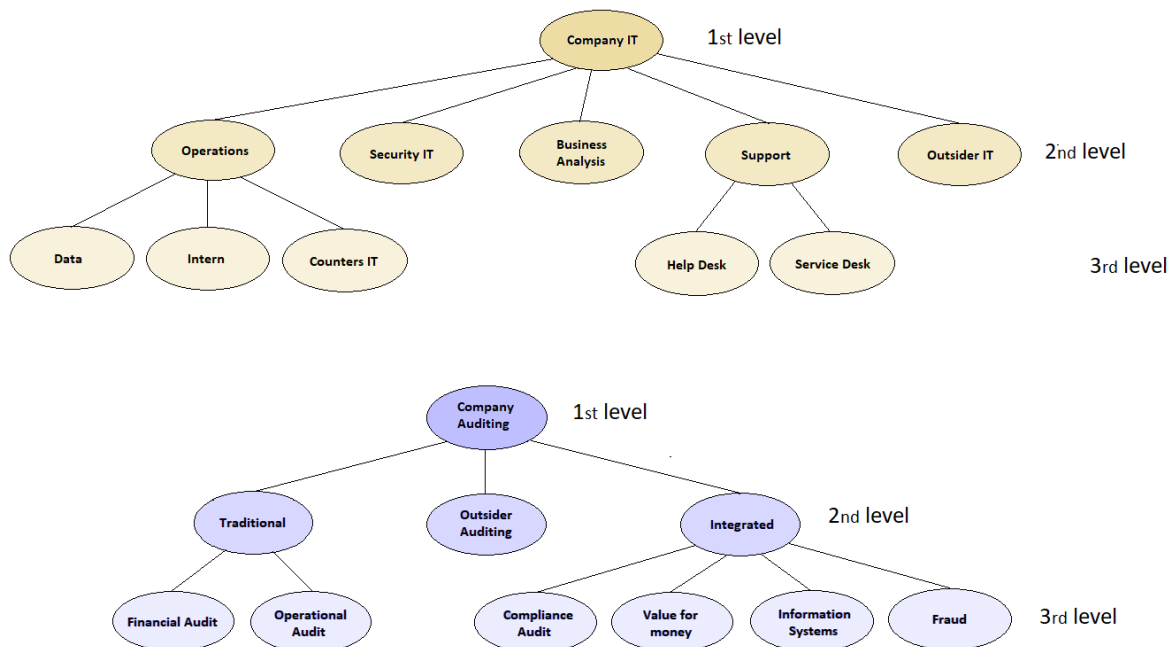 Company IT
1st level
Operations
Security IT
Business
Analysis
Support
Outsider IT
2nd level
Data
Intern
Counters IT
Help Desk
Service Desk
3rd level
Company
Auditing
1st level
Traditional
Outsider
Auditing
Integrated
2nd level
Financial Audit
Operational
Audit
Compliance
Audit
Value for
money
Information
Systems
Fraud
3rd level